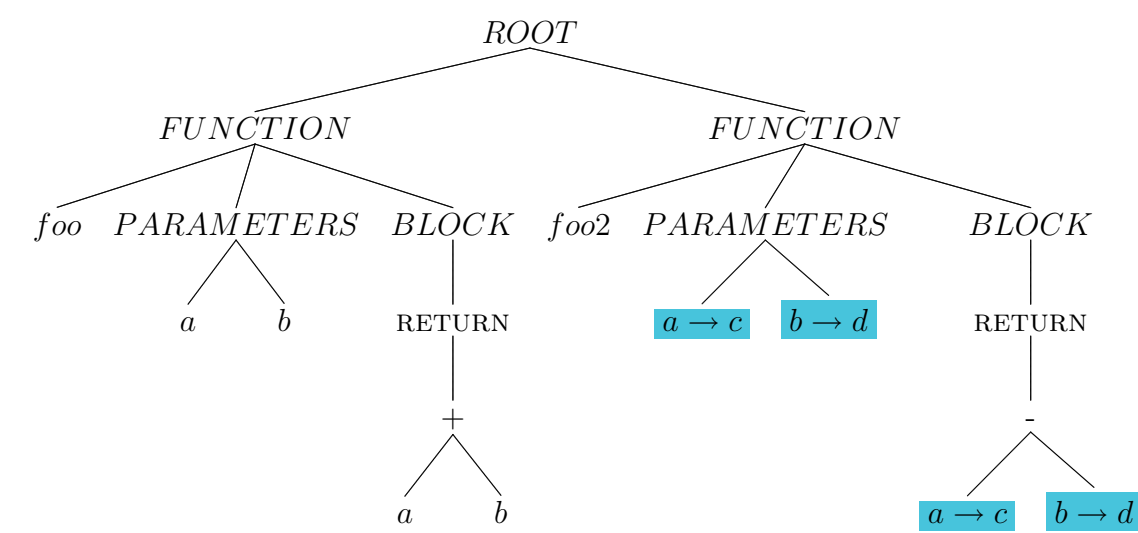 ROOT
FUNCTION FUNCTION
foo PARAMETERS BLOCK foo2 PARAMETERS BLOCK
a b RETURN a → c b → d RETURN
+ -
a b a → c b → d